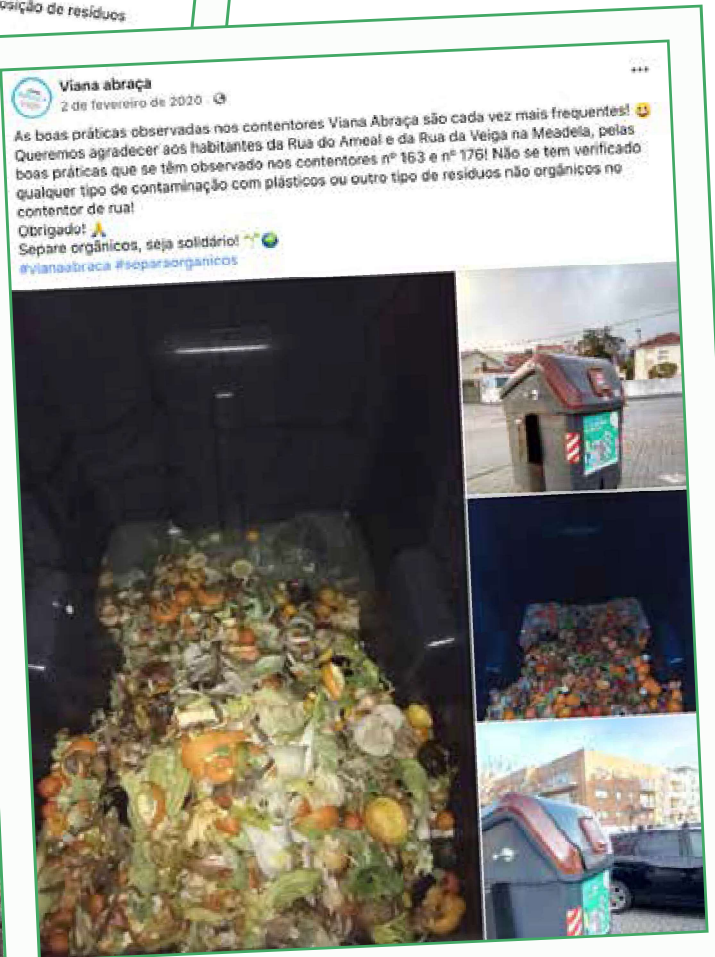 osição de resíduos
Viana abraça
2 de fevereiro de 2020
As boas práticas observadas nos contentores Viana Abraça são cada vez mais frequentes! 😃
Queremos agradecer aos habitantes da Rua do Ameal e da Rua da Veiga na Meadela, pelas
boas práticas que se têm observado nos contentores nº 163 e nº 176! Não se tem verificado
qualquer tipo de contaminação com plásticos ou outro tipo de resíduos não orgânicos no
contentor de rua!
Obrigado! 🙏
Separe orgânicos, seja solidário! 🌱🌍
#vianaabraca #separaorganicos